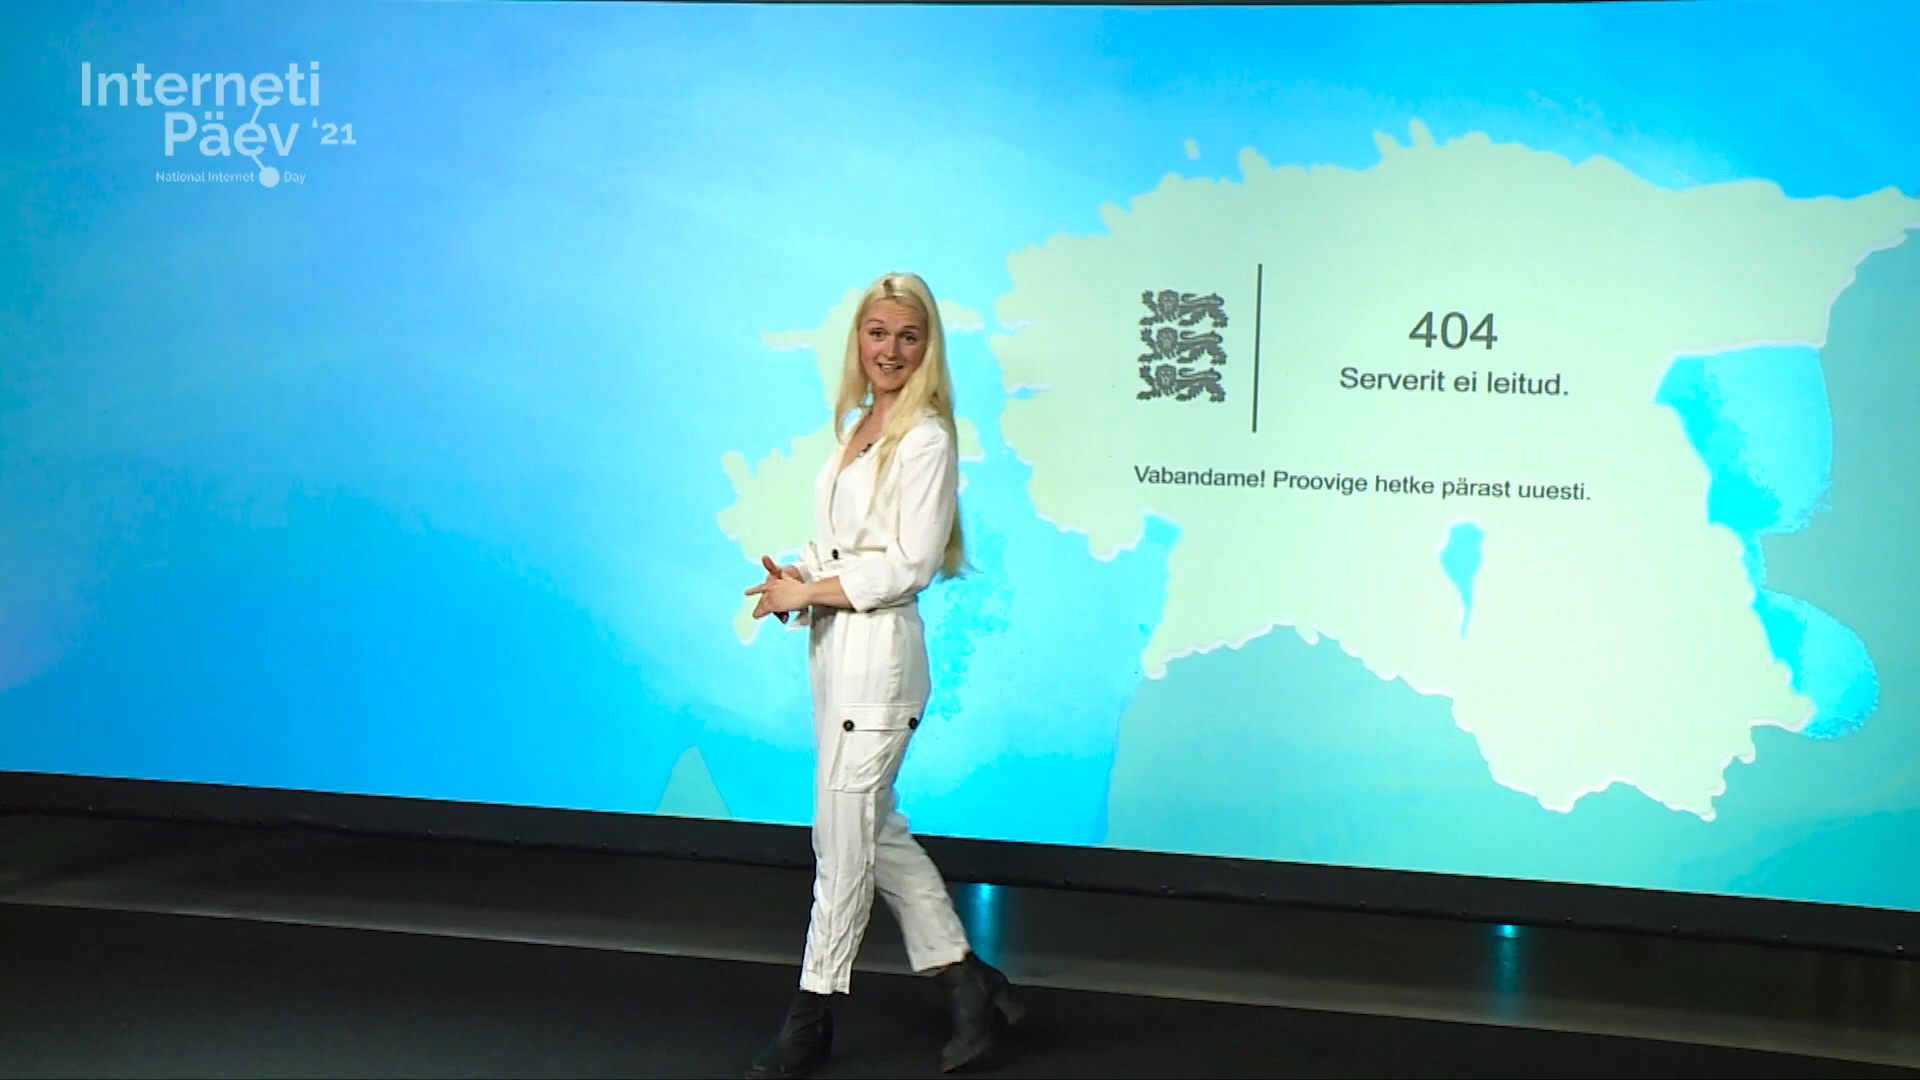 Interneti
Päev ‘21
National Internet Day
404
Serverit ei leitud.
Vabandame! Proovige hetke pärast uuesti.